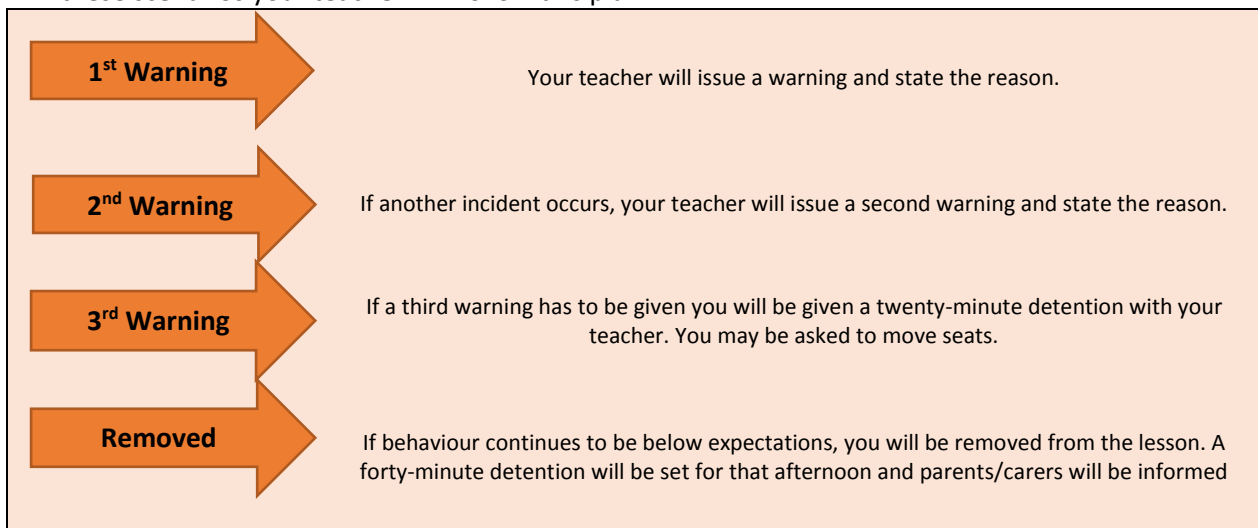 1st Warning
Your teacher will issue a warning and state the reason.
2nd Warning
If another incident occurs, your teacher will issue a second warning and state the reason.
3rd Warning
If a third warning has to be given you will be given a twenty-minute detention with your
teacher. You may be asked to move seats.
Removed
If behaviour continues to be below expectations, you will be removed from the lesson. A
forty-minute detention will be set for that afternoon and parents/carers will be informed